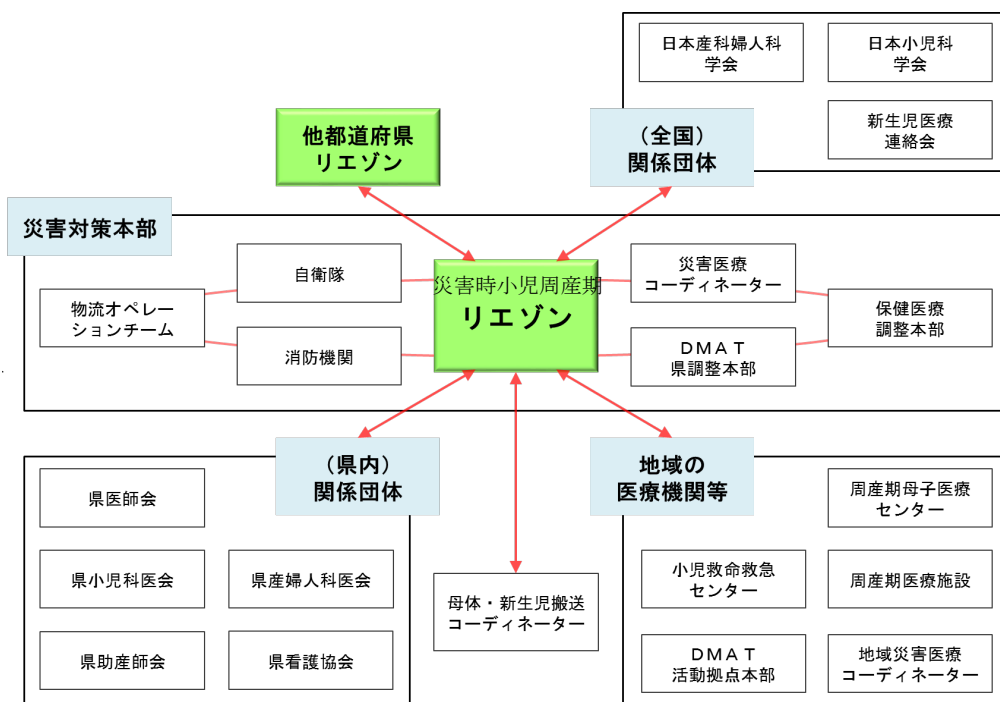 日本産科婦人科
学会
日本小児科
学会
新生児医療
連絡会
他都道府県
リエゾン
（全国）
関係団体
災害対策本部
自衛隊
物流オペレー
ションチーム
消防機関
災害時小児周産期
リエゾン
災害医療
コーディネーター
ＤＭＡＴ
県調整本部
保健医療
調整本部
（県内）
関係団体
県医師会
県小児科医会
県産婦人科医会
県助産師会
県看護協会
母体・新生児搬送
コーディネーター
地域の
医療機関等
周産期母子医療
センター
小児救命救急
センター
周産期医療施設
ＤＭＡＴ
活動拠点本部
地域災害医療
コーディネーター